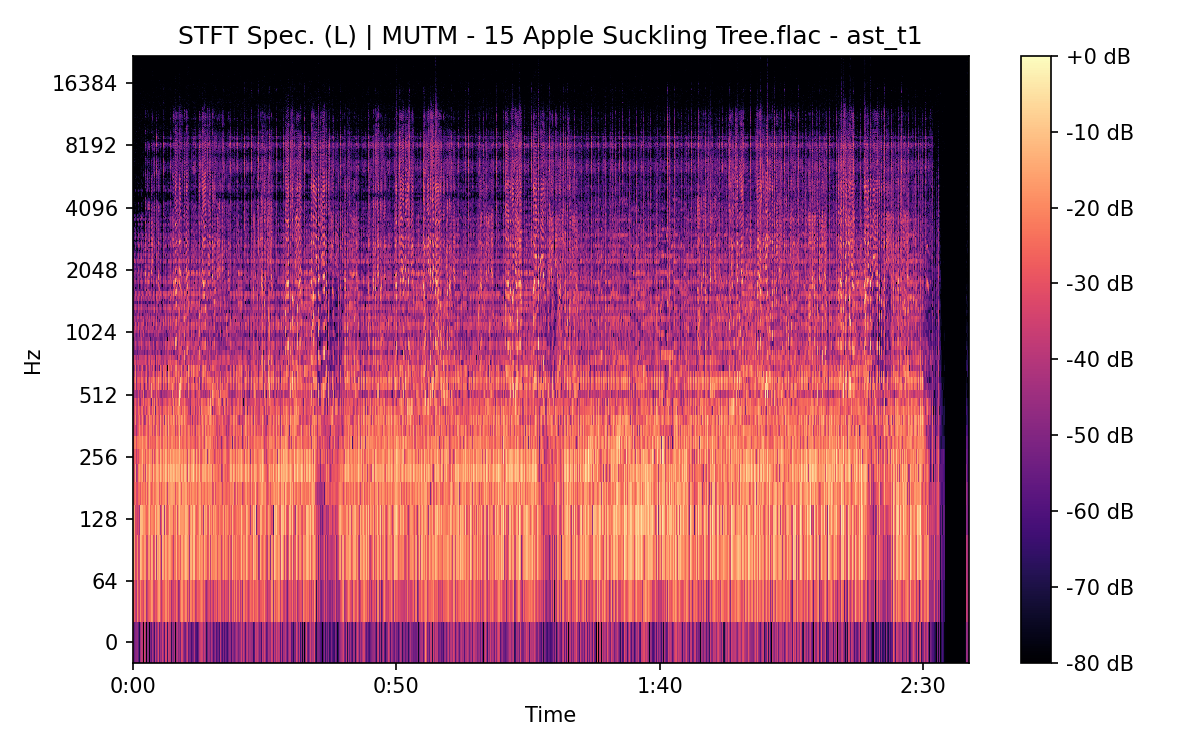 STFT Spec. (L) | MUTM - 15 Apple Suckling Tree.flac - ast_t1
16384
8192
4096
2048
1024
512
256
128
64
0
Hz
0:00
0:50
1:40
2:30
Time
+0 dB
-10 dB
-20 dB
-30 dB
-40 dB
-50 dB
-60 dB
-70 dB
-80 dB